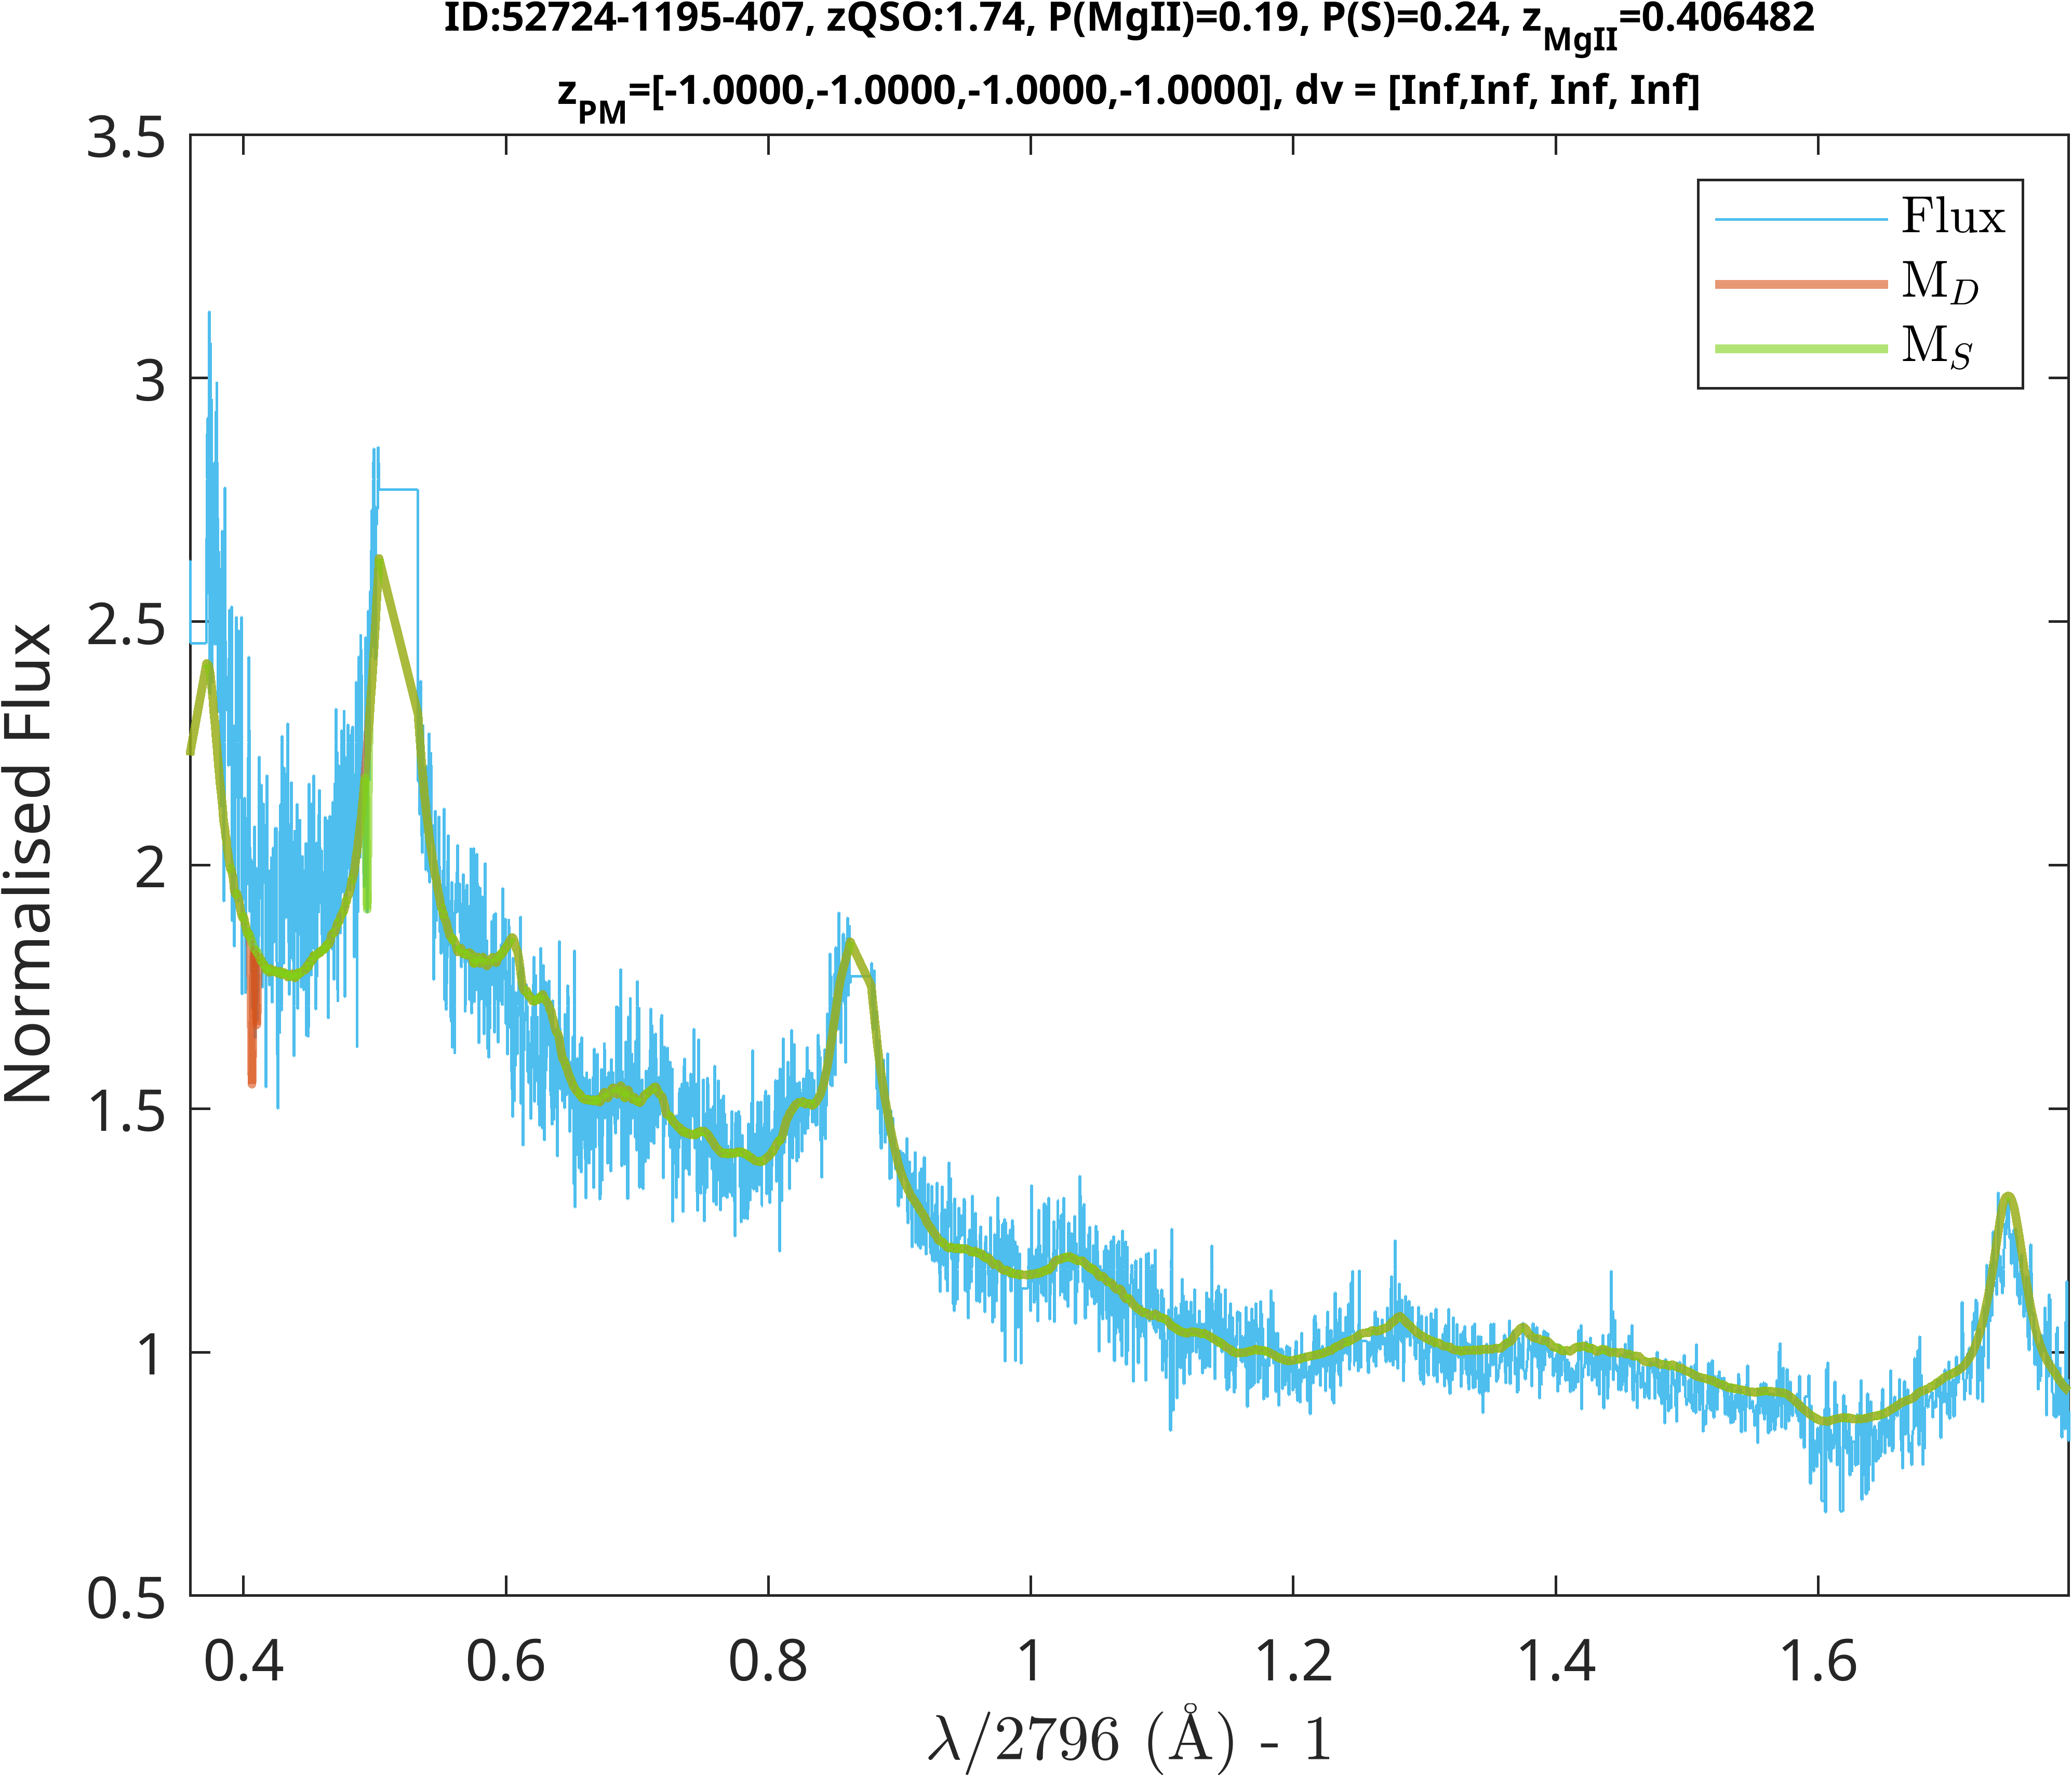 ID:52724-1195-407, zQSO:1.74, P(MgII)=0.19, P(S)=0.24, zMgII=0.406482
zPM=[-1.0000,-1.0000,-1.0000,-1.0000], dv = [Inf,Inf, Inf, Inf]
3.5
3
2.5
2
1.5
1
0.5
Normalised Flux
Flux
MD
MS
0.4 0.6 0.8 1 1.2 1.4 1.6
λ/2796 (Å) - 1